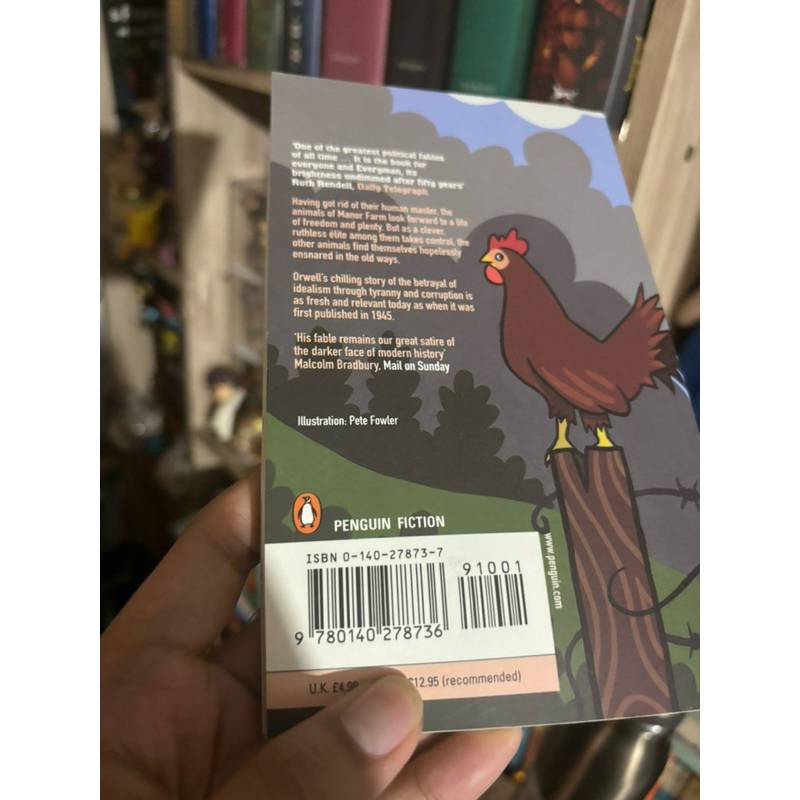 'One of the greatest political fables
of all time ... It is the book for
everyone and Everyman, its
brightness undimmed after fifty years'
Ruth Rendell, Daily Telegraph
Having got rid of their human master, the
animals of Manor Farm look forward to a life
of freedom and plenty. But as a clever,
ruthless élite among them takes control, the
other animals find themselves hopelessly
ensnared in the old ways.
Orwell's chilling story of the betrayal of
idealism through tyranny and corruption is
as fresh and relevant today as when it was
first published in 1945.
'His fable remains our great satire of
the darker face of modern history'
Malcolm Bradbury, Mail on Sunday
Illustration: Pete Fowler
PENGUIN FICTION
ISBN 0-140-27873-7
91001
9 780140 278736
www.penguin.com
U.K. £4.99
12.95 (recommended)